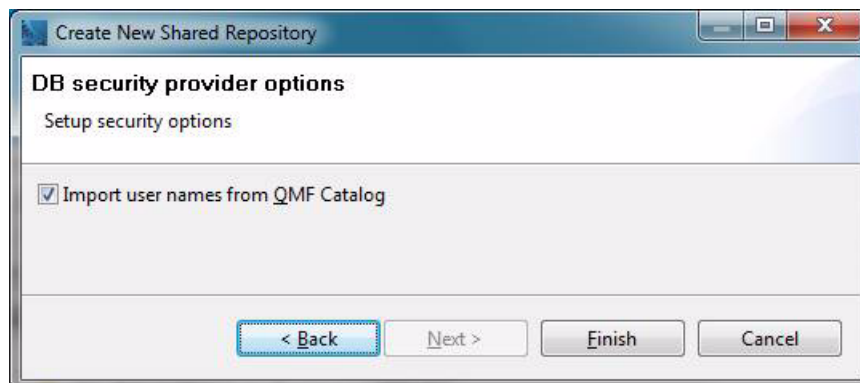 Create New Shared Repository
DB security provider options
Setup security options
Import user names from QMF Catalog
< Back Next > Finish Cancel